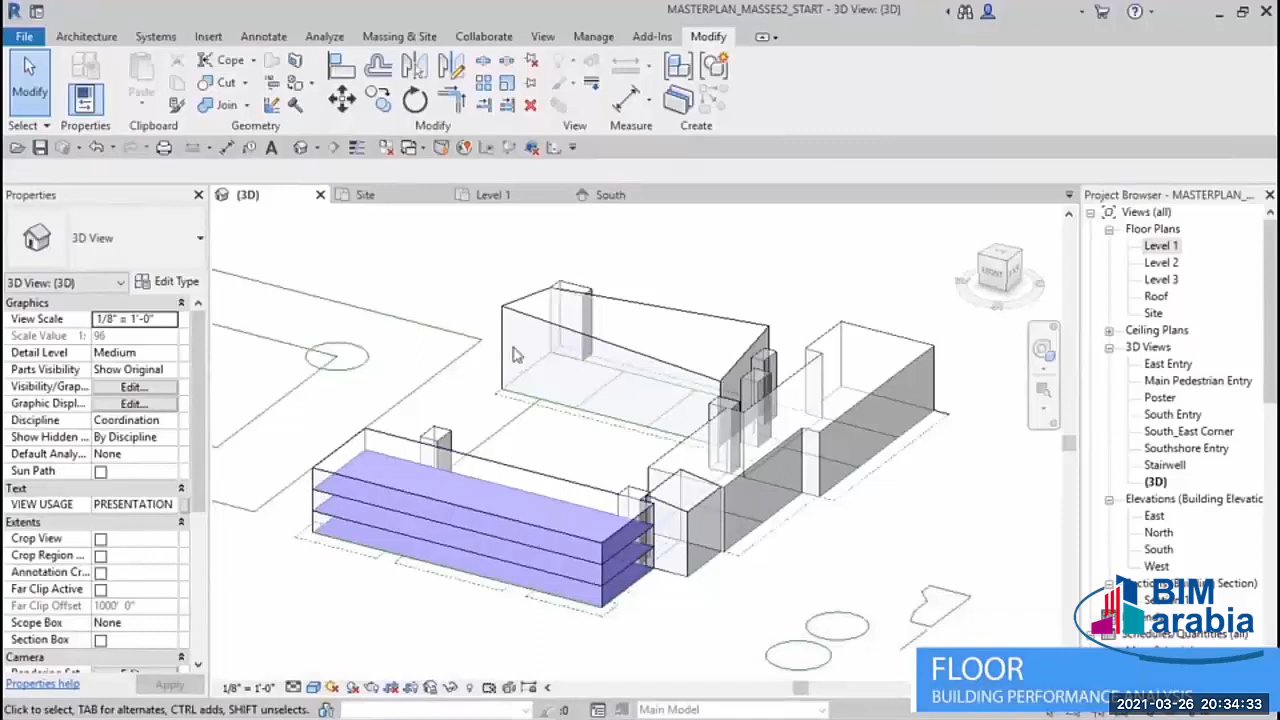 MASTERPLAN_MASSES2_START - 3D View: {3D}
File Architecture Systems Insert Annotate Analyze Massing & Site Collaborate View Manage Add-Ins Modify
Cope
Cut
Join
Modify
Paste
Select Properties Clipboard Geometry Modify View Measure Create
Properties
{3D} Site Level 1 South
Project Browser - MASTERPLAN_...
3D View
3D View: {3D} Edit Type
Graphics
View Scale 1/8" = 1'-0"
Scale Value 1: 96
Detail Level Medium
Parts Visibility Show Original
Visibility/Grap... Edit...
Graphic Displ... Edit...
Discipline Coordination
Show Hidden ... By Discipline
Default Analy... None
Sun Path
Text
VIEW USAGE PRESENTATION
Extents
Crop View
Crop Region ...
Annotation Cr...
Far Clip Active
Far Clip Offset 1000' 0"
Scope Box None
Section Box
Camera
Properties help Apply
FRONT
Views (all)
Floor Plans
Level 1
Level 2
Level 3
Roof
Site
Ceiling Plans
3D Views
East Entry
Main Pedestrian Entry
Poster
South Entry
South_East Corner
Southshore Entry
Stairwell
{3D}
Elevations (Building Elevatic
East
North
South
West
BIM
arabia
1/8" = 1'-0"
FLOOR
BUILDING PERFORMANCE ANALYSIS
Click to select, TAB for alternates, CTRL adds, SHIFT unselects. :0 Main Model
2021-03-26 20:34:33